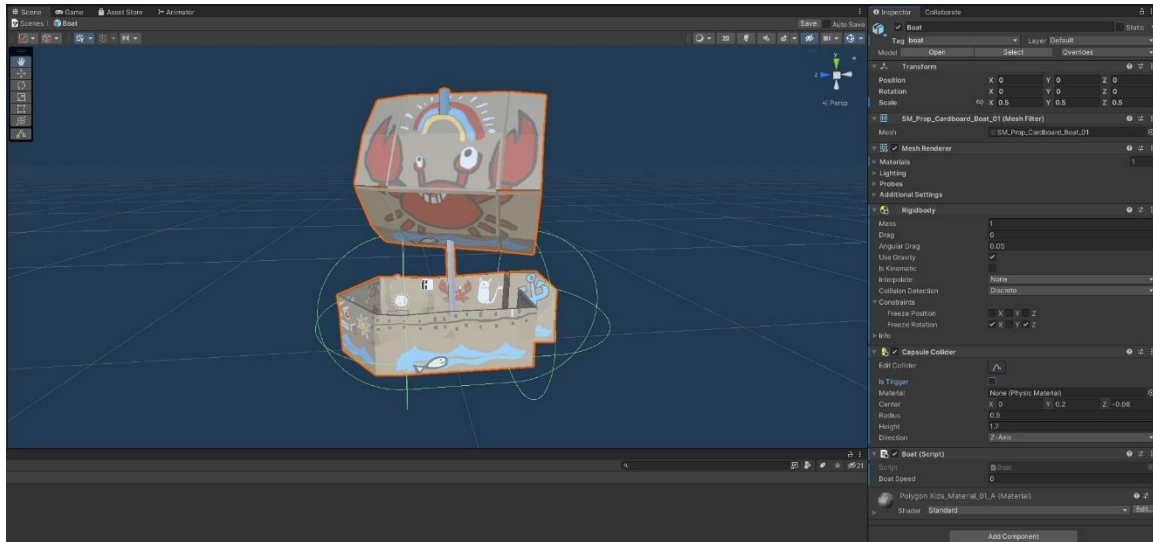 Scene Game Asset Store Animator
Scenes Boat Save Auto Save
2D
y
z
Persp
21
Inspector Collaborate
Boat Static
Tag boat Layer Default
Model Open Select Overrides
Transform
Position X 0 Y 0 Z 0
Rotation X 0 Y 0 Z 0
Scale X 0.5 Y 0.5 Z 0.5
SM_Prop_Cardboard_Boat_01 (Mesh Filter)
Mesh SM_Prop_Cardboard_Boat_01
Mesh Renderer
Materials 1
Lighting
Probes
Additional Settings
Rigidbody
Mass 1
Drag 0
Angular Drag 0.05
Use Gravity
Is Kinematic
Interpolate None
Collision Detection Discrete
Constraints
Freeze Position X Y Z
Freeze Rotation X Y Z
Info
Capsule Collider
Edit Collider
Is Trigger
Material None (Physic Material)
Center X 0 Y 0.2 Z -0.08
Radius 0.5
Height 1.7
Direction Z-Axis
Boat (Script)
Script Boat
Boat Speed 0
Polygon Kids_Material_01_A (Material)
Shader Standard Edit...
Add Component